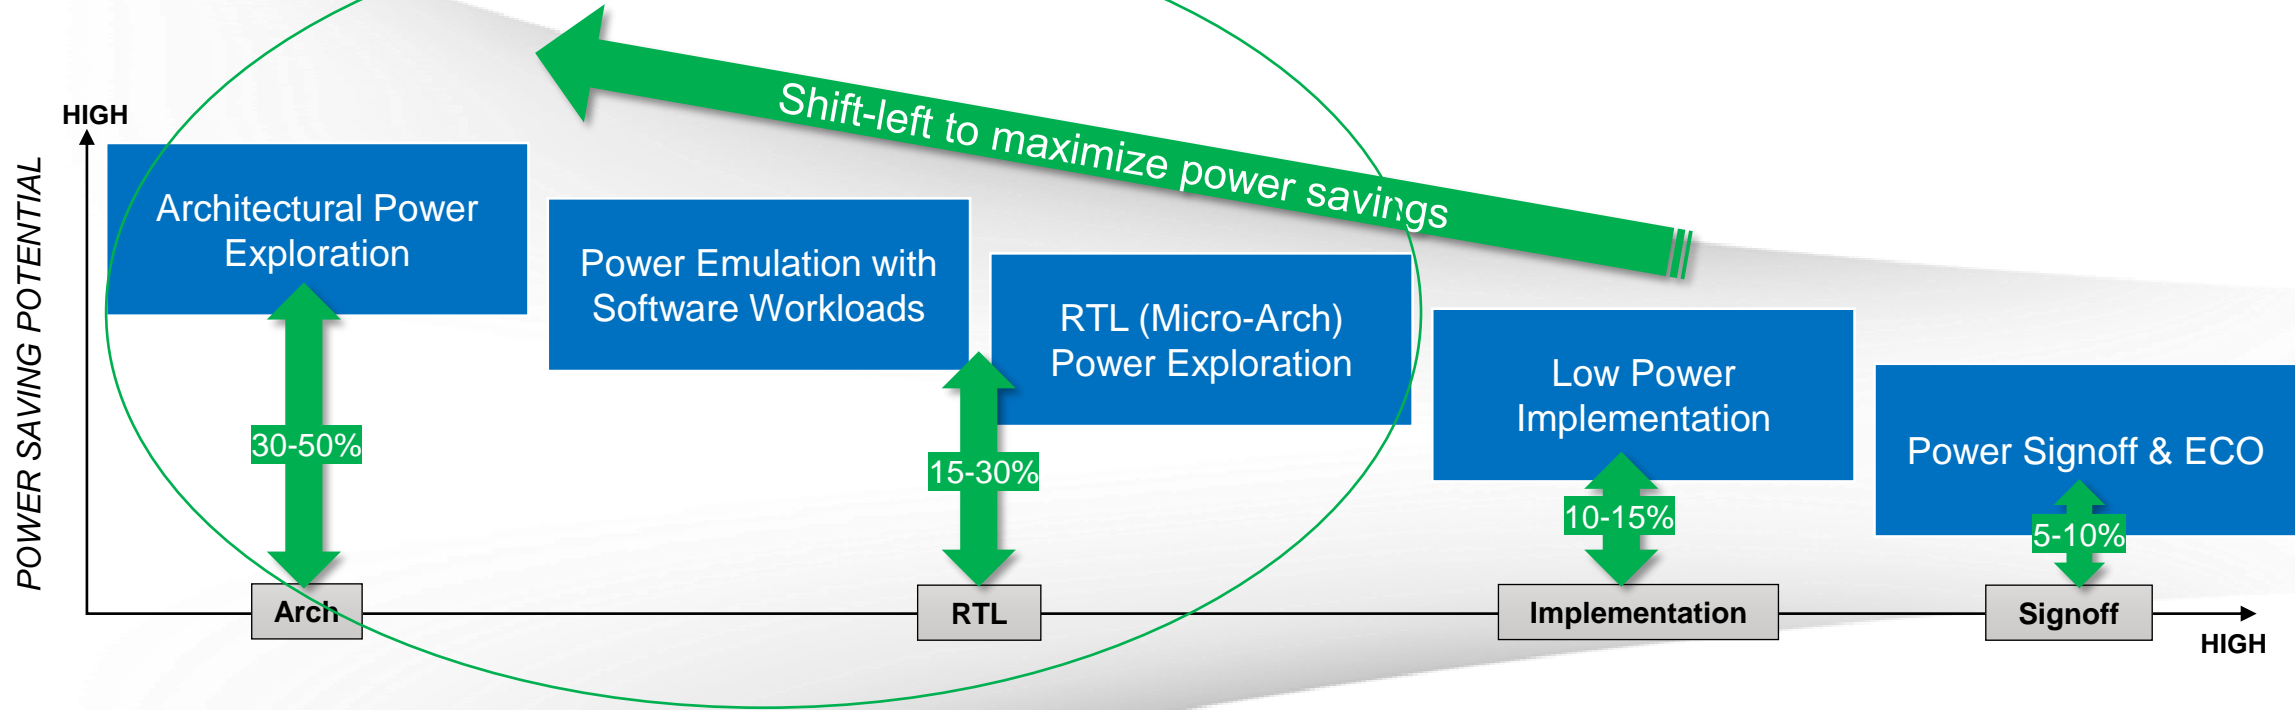 Shift-left to maximize power savings
HIGH
POWER SAVING POTENTIAL
Architectural Power
Exploration
Power Emulation with
Software Workloads
RTL (Micro-Arch)
Power Exploration
Low Power
Implementation
Power Signoff & ECO
30-50%
15-30%
10-15%
5-10%
Arch
RTL
Implementation
Signoff
HIGH